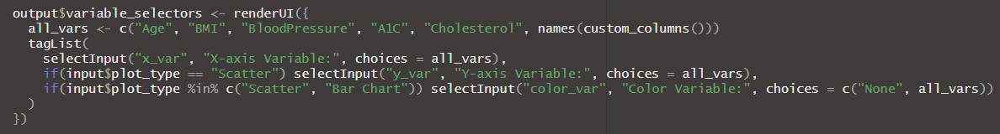 output$variable_selectors <- renderUI({
  all_vars <- c("Age", "BMI", "BloodPressure", "A1C", "Cholesterol", names(custom_columns()))
  tagList(
    selectInput("x_var", "X-axis Variable:", choices = all_vars),
    if(input$plot_type == "Scatter") selectInput("y_var", "Y-axis Variable:", choices = all_vars),
    if(input$plot_type %in% c("Scatter", "Bar Chart")) selectInput("color_var", "Color Variable:", choices = c("None", all_vars))
  )
})